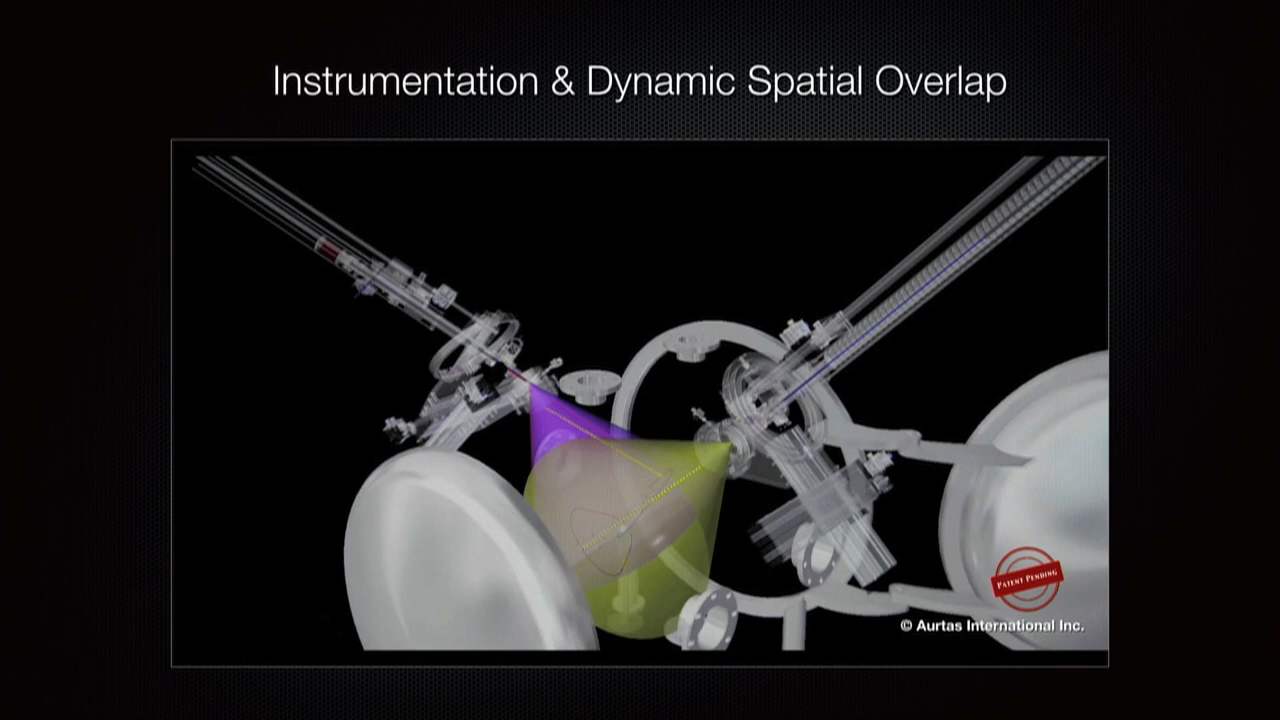 Instrumentation & Dynamic Spatial Overlap
PATENT PENDING
© Aurtas International Inc.